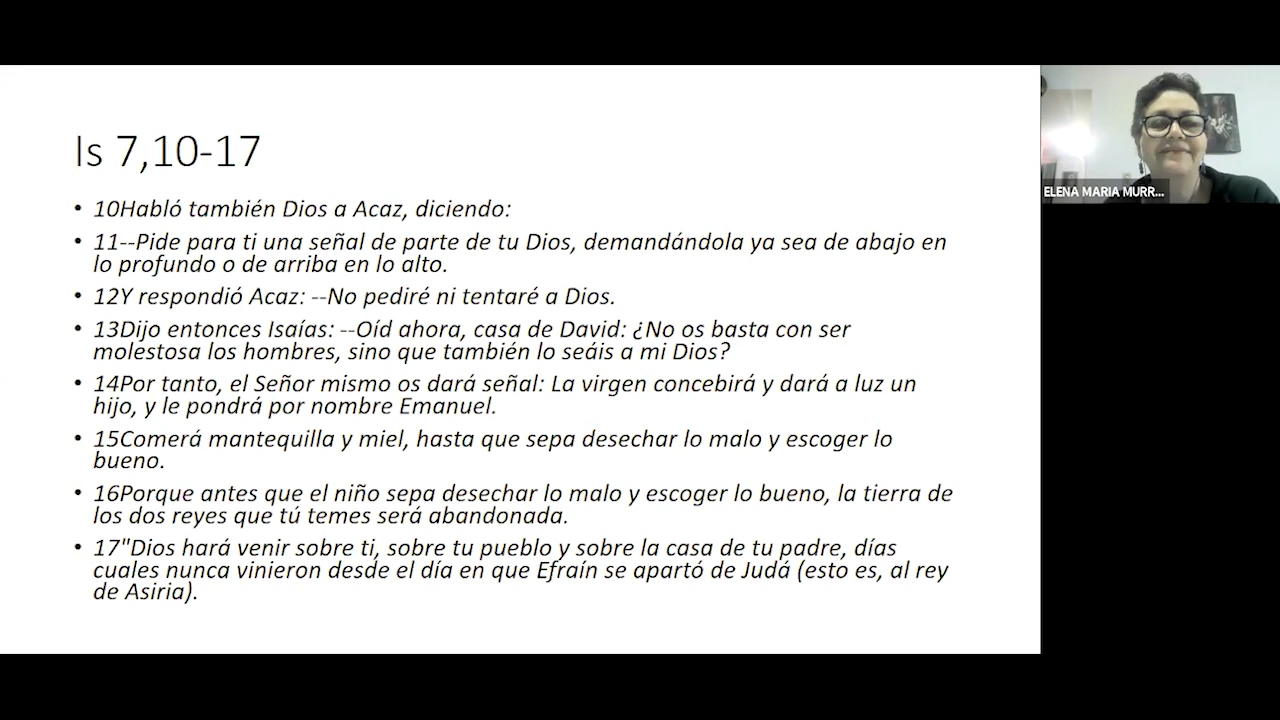 Is 7,10-17
• 10Habló también Dios a Acaz, diciendo:
• 11--Pide para ti una señal de parte de tu Dios, demandándola ya sea de abajo en
lo profundo o de arriba en lo alto.
• 12Y respondió Acaz: --No pediré ni tentaré a Dios.
• 13Dijo entonces Isaías: --Oíd ahora, casa de David: ¿No os basta con ser
molestosa los hombres, sino que también lo seáis a mi Dios?
• 14Por tanto, el Señor mismo os dará señal: La virgen concebirá y dará a luz un
hijo, y le pondrá por nombre Emanuel.
• 15Comerá mantequilla y miel, hasta que sepa desechar lo malo y escoger lo
bueno.
• 16Porque antes que el niño sepa desechar lo malo y escoger lo bueno, la tierra de
los dos reyes que tú temes será abandonada.
• 17"Dios hará venir sobre ti, sobre tu pueblo y sobre la casa de tu padre, días
cuales nunca vinieron desde el día en que Efraín se apartó de Judá (esto es, al rey
de Asiria).
ELENA MARIA MURR...